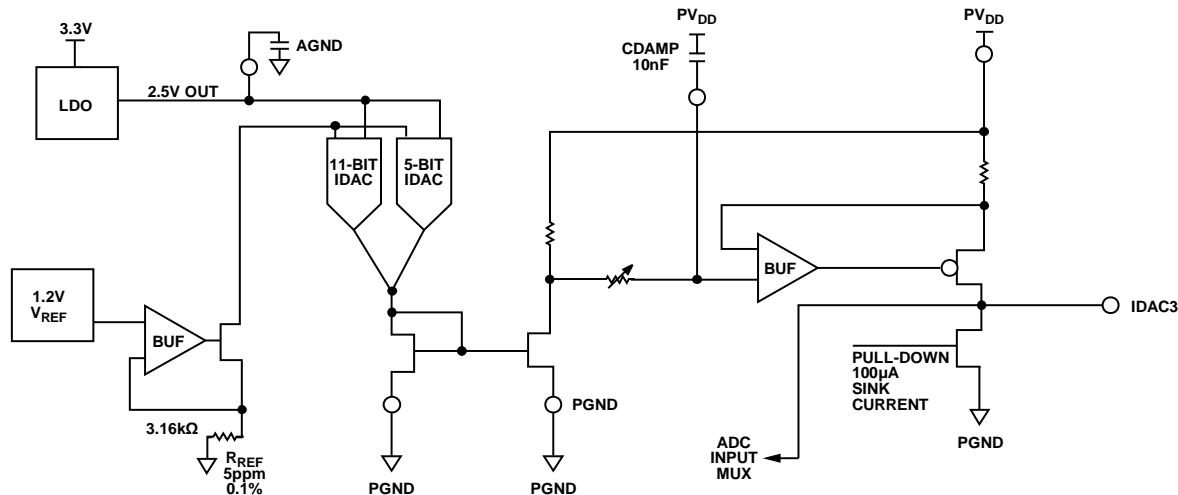 3.3V
LDO
2.5V OUT
AGND
11-BIT
IDAC
5-BIT
IDAC
PVDD
CDAMP
10nF
PVDD
1.2V
VREF
BUF
3.16kΩ
RREF
5ppm
0.1%
PGND
PGND
PGND
BUF
IDAC3
PULL-DOWN
100µA
SINK
CURRENT
PGND
ADC
INPUT
MUX